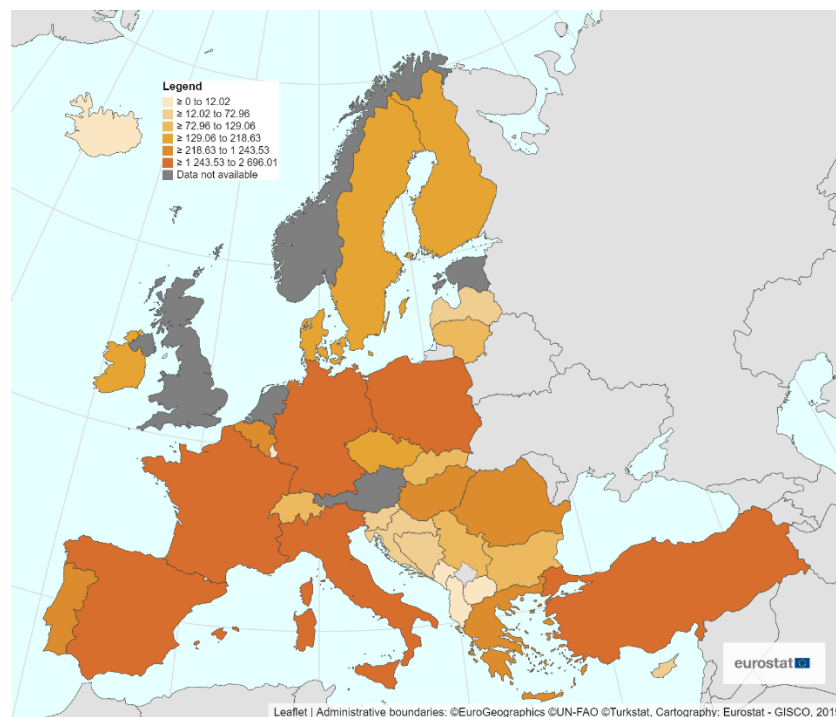 Legend
≥ 0 to 12.02
≥ 12.02 to 72.96
≥ 72.96 to 129.06
≥ 129.06 to 218.63
≥ 218.63 to 1 243.53
≥ 1 243.53 to 2 696.01
Data not available
eurostat
Leaflet | Administrative boundaries: ©EuroGeographics ©UN-FAO ©Turkstat, Cartography: Eurostat - GISCO,